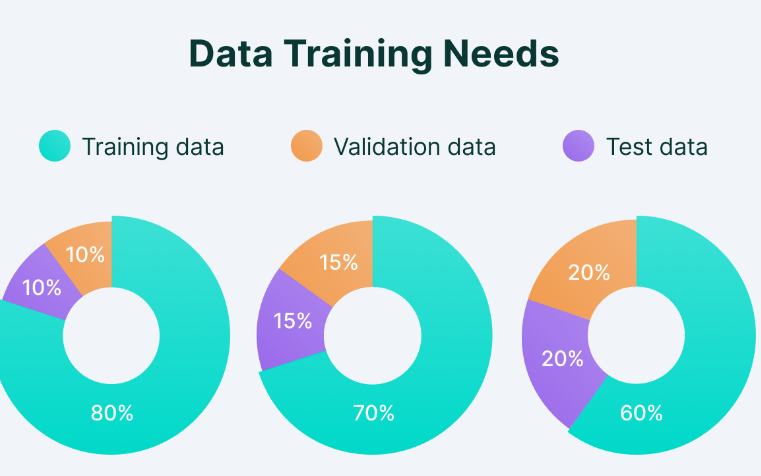 Data Training Needs
Training data
Validation data
Test data
10%
10%
80%
15%
15%
70%
20%
20%
60%